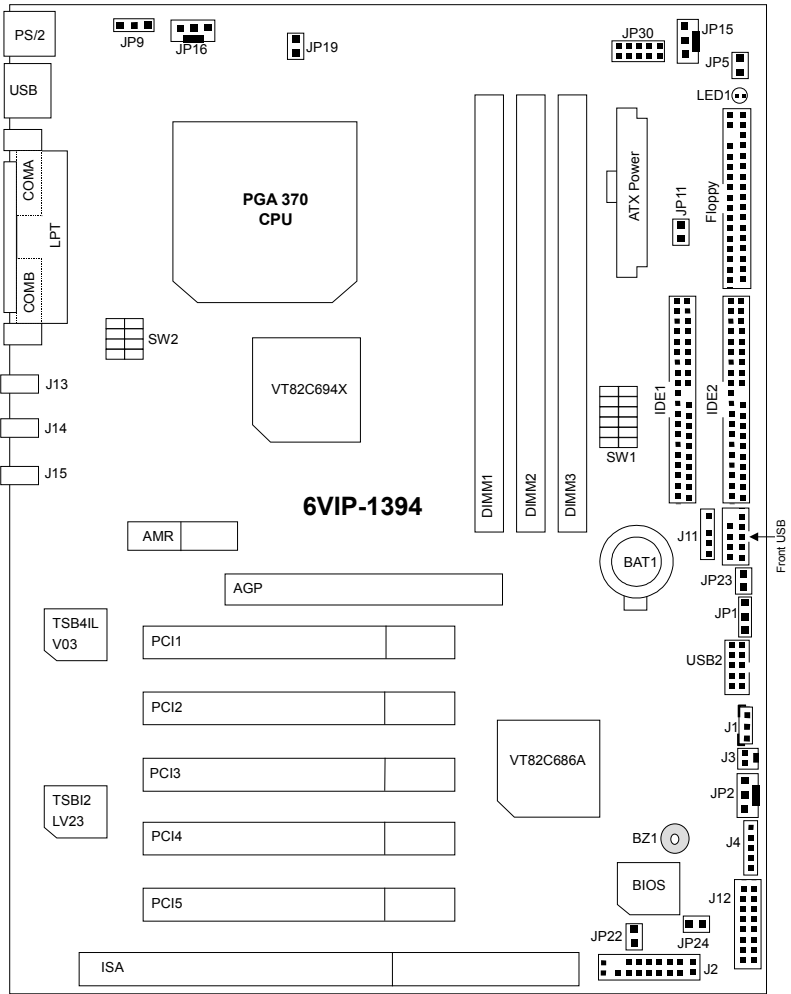 PS/2
JP9
JP16
JP19
JP30
JP15
JP5
USB
LED1
COMA
LPT
COMB
PGA 370
CPU
ATX Power
JP11
Floppy
SW2
VT82C694X
J13
J14
J15
IDE1
IDE2
SW1
DIMM1
DIMM2
DIMM3
6VIP-1394
AMR
J11
Front USB
BAT1
JP23
AGP
JP1
TSB4IL
V03
PCI1
USB2
PCI2
J1
VT82C686A
J3
PCI3
JP2
TSBI2
LV23
PCI4
BZ1
J4
BIOS
J12
PCI5
JP22
JP24
ISA
J2